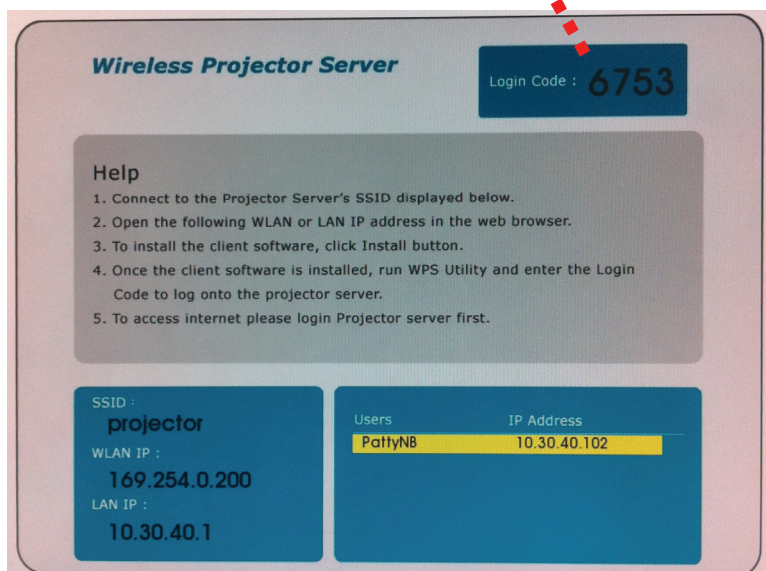 Wireless Projector Server
Login Code : 6753
Help
1. Connect to the Projector Server's SSID displayed below.
2. Open the following WLAN or LAN IP address in the web browser.
3. To install the client software, click Install button.
4. Once the client software is installed, run WPS Utility and enter the Login
Code to log onto the projector server.
5. To access internet please login Projector server first.
SSID :
projector
WLAN IP :
169.254.0.200
LAN IP :
10.30.40.1
Users IP Address
PattyNB 10.30.40.102